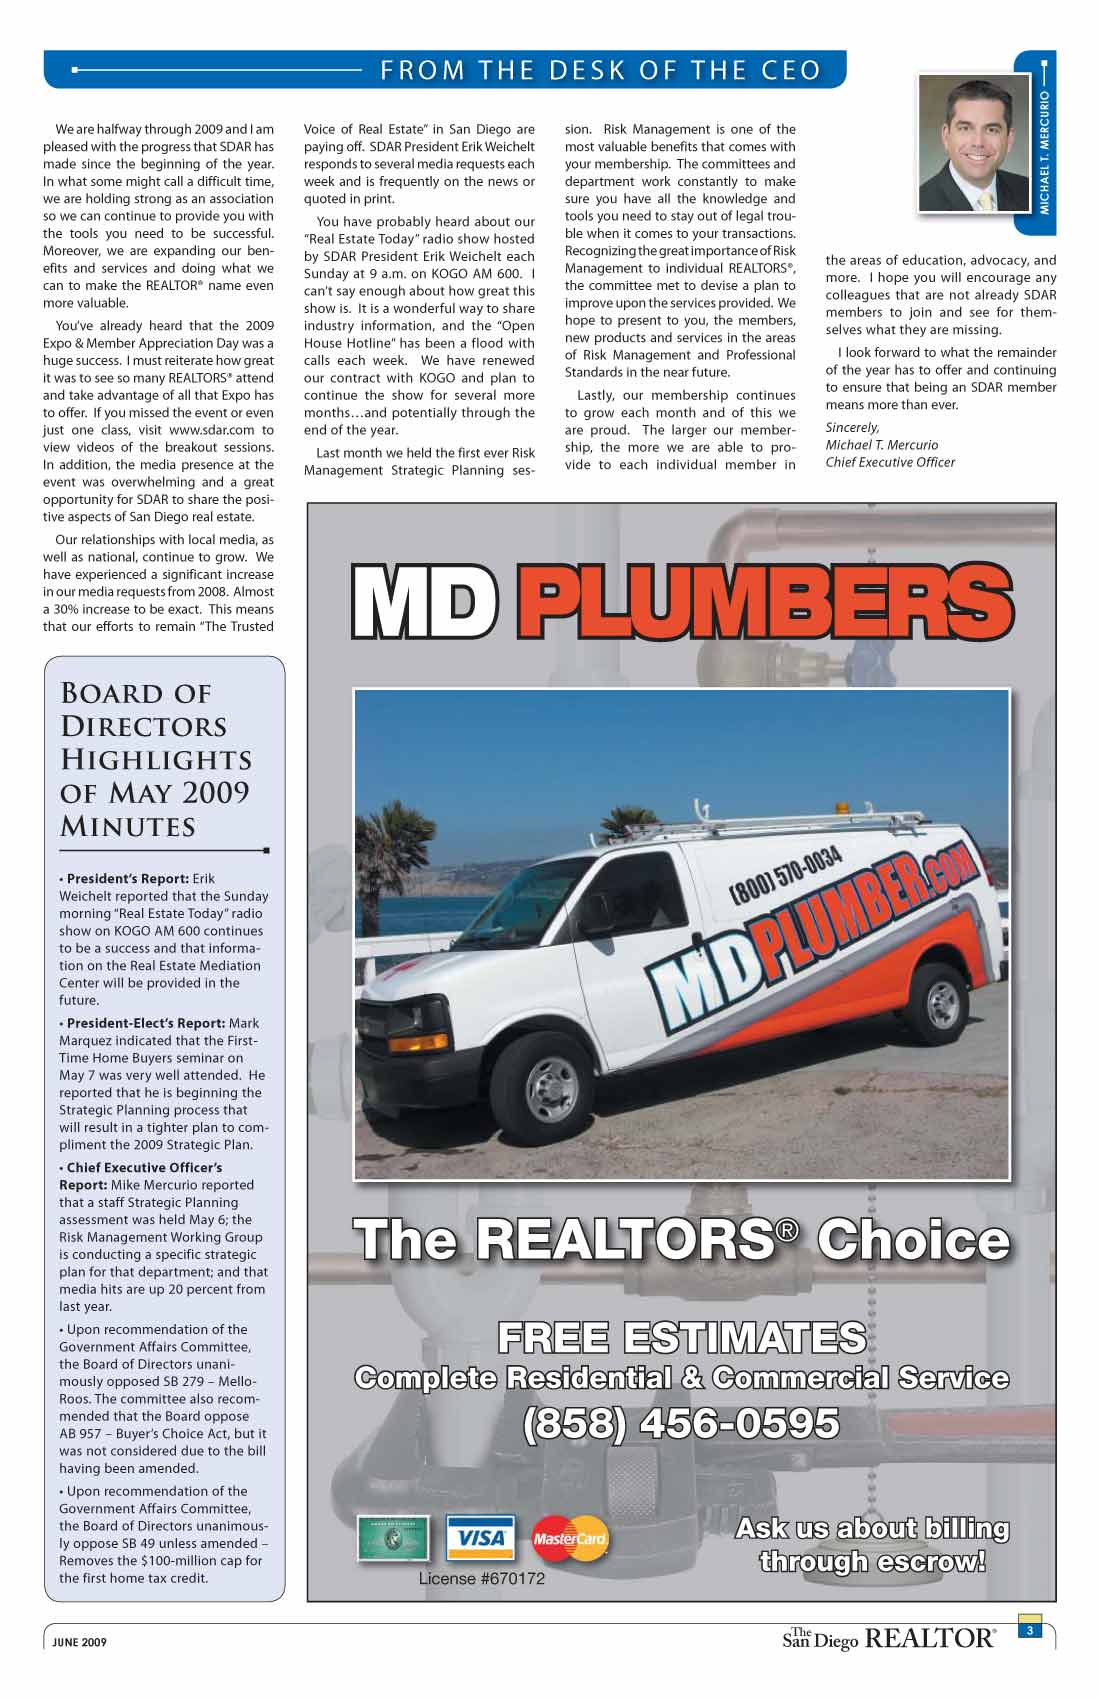 FROM THE DESK OF THE CEO
MICHAEL T. MERCURIO
We are halfway through 2009 and I am
pleased with the progress that SDAR has
made since the beginning of the year.
In what some might call a difficult time,
we are holding strong as an association
so we can continue to provide you with
the tools you need to be successful.
Moreover, we are expanding our ben-
efits and services and doing what we
can to make the REALTOR® name even
more valuable.
You've already heard that the 2009
Expo & Member Appreciation Day was a
huge success. I must reiterate how great
it was to see so many REALTORS® attend
and take advantage of all that Expo has
to offer. If you missed the event or even
just one class, visit www.sdar.com to
view videos of the breakout sessions.
In addition, the media presence at the
event was overwhelming and a great
opportunity for SDAR to share the posi-
tive aspects of San Diego real estate.
Our relationships with local media, as
well as national, continue to grow. We
have experienced a significant increase
in our media requests from 2008. Almost
a 30% increase to be exact. This means
that our efforts to remain “The Trusted
Voice of Real Estate” in San Diego are
paying off. SDAR President Erik Weichelt
responds to several media requests each
week and is frequently on the news or
quoted in print.
You have probably heard about our
“Real Estate Today” radio show hosted
by SDAR President Erik Weichelt each
Sunday at 9 a.m. on KOGO AM 600. I
can't say enough about how great this
show is. It is a wonderful way to share
industry information, and the “Open
House Hotline” has been a flood with
calls each week. We have renewed
our contract with KOGO and plan to
continue the show for several more
months…and potentially through the
end of the year.
Last month we held the first ever Risk
Management Strategic Planning ses-
sion. Risk Management is one of the
most valuable benefits that comes with
your membership. The committees and
department work constantly to make
sure you have all the knowledge and
tools you need to stay out of legal trou-
ble when it comes to your transactions.
Recognizing the great importance of Risk
Management to individual REALTORS®,
the committee met to devise a plan to
improve upon the services provided. We
hope to present to you, the members,
new products and services in the areas
of Risk Management and Professional
Standards in the near future.
Lastly, our membership continues
to grow each month and of this we
are proud. The larger our member-
ship, the more we are able to pro-
vide to each individual member in
the areas of education, advocacy, and
more. I hope you will encourage any
colleagues that are not already SDAR
members to join and see for them-
selves what they are missing.
I look forward to what the remainder
of the year has to offer and continuing
to ensure that being an SDAR member
means more than ever.
Sincerely,
Michael T. Mercurio
Chief Executive Officer
BOARD OF
DIRECTORS
HIGHLIGHTS
OF MAY 2009
MINUTES
• President's Report: Erik
Weichelt reported that the Sunday
morning “Real Estate Today” radio
show on KOGO AM 600 continues
to be a success and that informa-
tion on the Real Estate Mediation
Center will be provided in the
future.
• President-Elect's Report: Mark
Marquez indicated that the First-
Time Home Buyers seminar on
May 7 was very well attended. He
reported that he is beginning the
Strategic Planning process that
will result in a tighter plan to com-
pliment the 2009 Strategic Plan.
• Chief Executive Officer's
Report: Mike Mercurio reported
that a staff Strategic Planning
assessment was held May 6; the
Risk Management Working Group
is conducting a specific strategic
plan for that department; and that
media hits are up 20 percent from
last year.
• Upon recommendation of the
Government Affairs Committee,
the Board of Directors unani-
mously opposed SB 279 – Mello-
Roos. The committee also recom-
mended that the Board oppose
AB 957 – Buyer's Choice Act, but it
was not considered due to the bill
having been amended.
• Upon recommendation of the
Government Affairs Committee,
the Board of Directors unanimous-
ly oppose SB 49 unless amended –
Removes the $100-million cap for
the first home tax credit.
MD PLUMBERS
(800) 570-0034
MDPLUMBER.COM
The REALTORS® Choice
FREE ESTIMATES
Complete Residential & Commercial Service
(858) 456-0595
VISA
MasterCard
License #670172
Ask us about billing
through escrow!
JUNE 2009
The San Diego REALTOR®
3